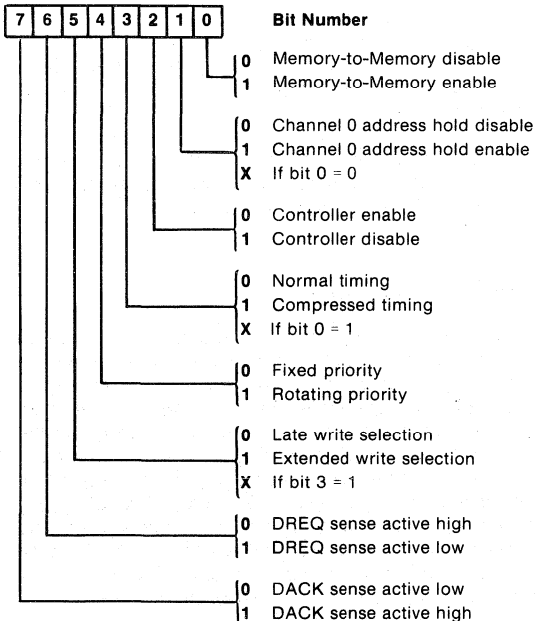 7 6 5 4 3 2 1 0 Bit Number
0 Memory-to-Memory disable
1 Memory-to-Memory enable
0 Channel 0 address hold disable
1 Channel 0 address hold enable
X If bit 0 = 0
0 Controller enable
1 Controller disable
0 Normal timing
1 Compressed timing
X If bit 0 = 1
0 Fixed priority
1 Rotating priority
0 Late write selection
1 Extended write selection
X If bit 3 = 1
0 DREQ sense active high
1 DREQ sense active low
0 DACK sense active low
1 DACK sense active high